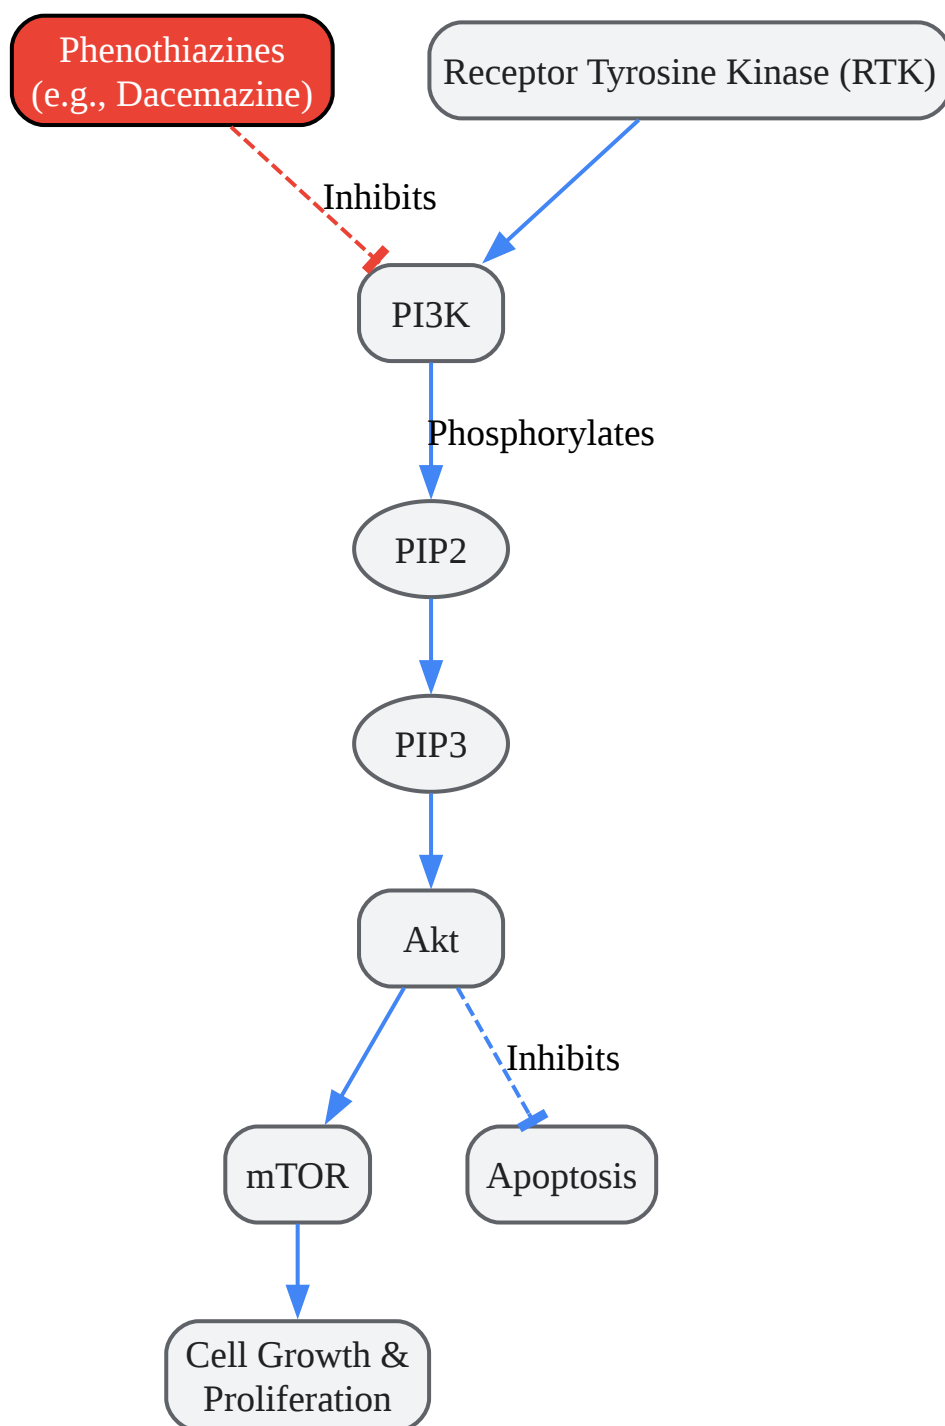 Phenothiazines
(e.g., Dacemazine)
Receptor Tyrosine Kinase (RTK)
Inhibits
PI3K
Phosphorylates
PIP2
PIP3
Akt
Inhibits
mTOR
Apoptosis
Cell Growth &
Proliferation